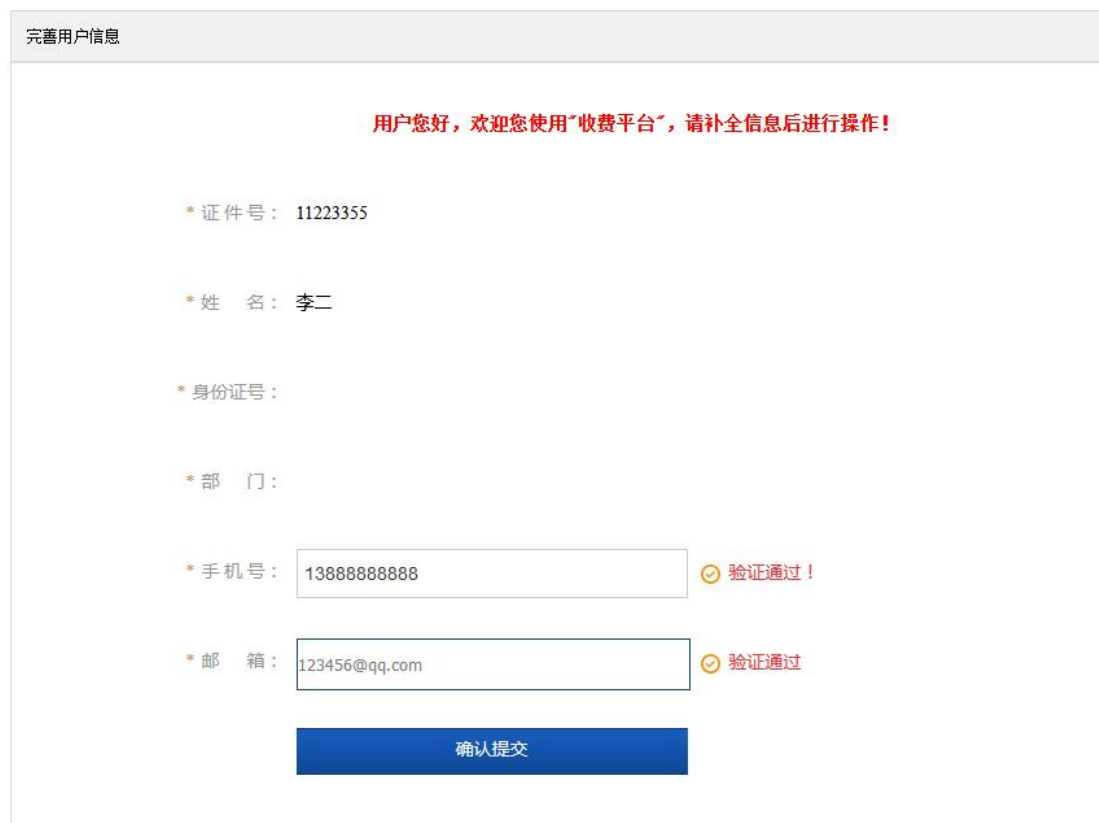 完善用户信息
用户您好，欢迎您使用"收费平台"，请补全信息后进行操作！
* 证件号： 11223355
* 姓 名： 李二
* 身份证号：
* 部 门：
* 手机号： 13888888888 验证通过！
* 邮 箱： 123456@qq.com 验证通过
确认提交